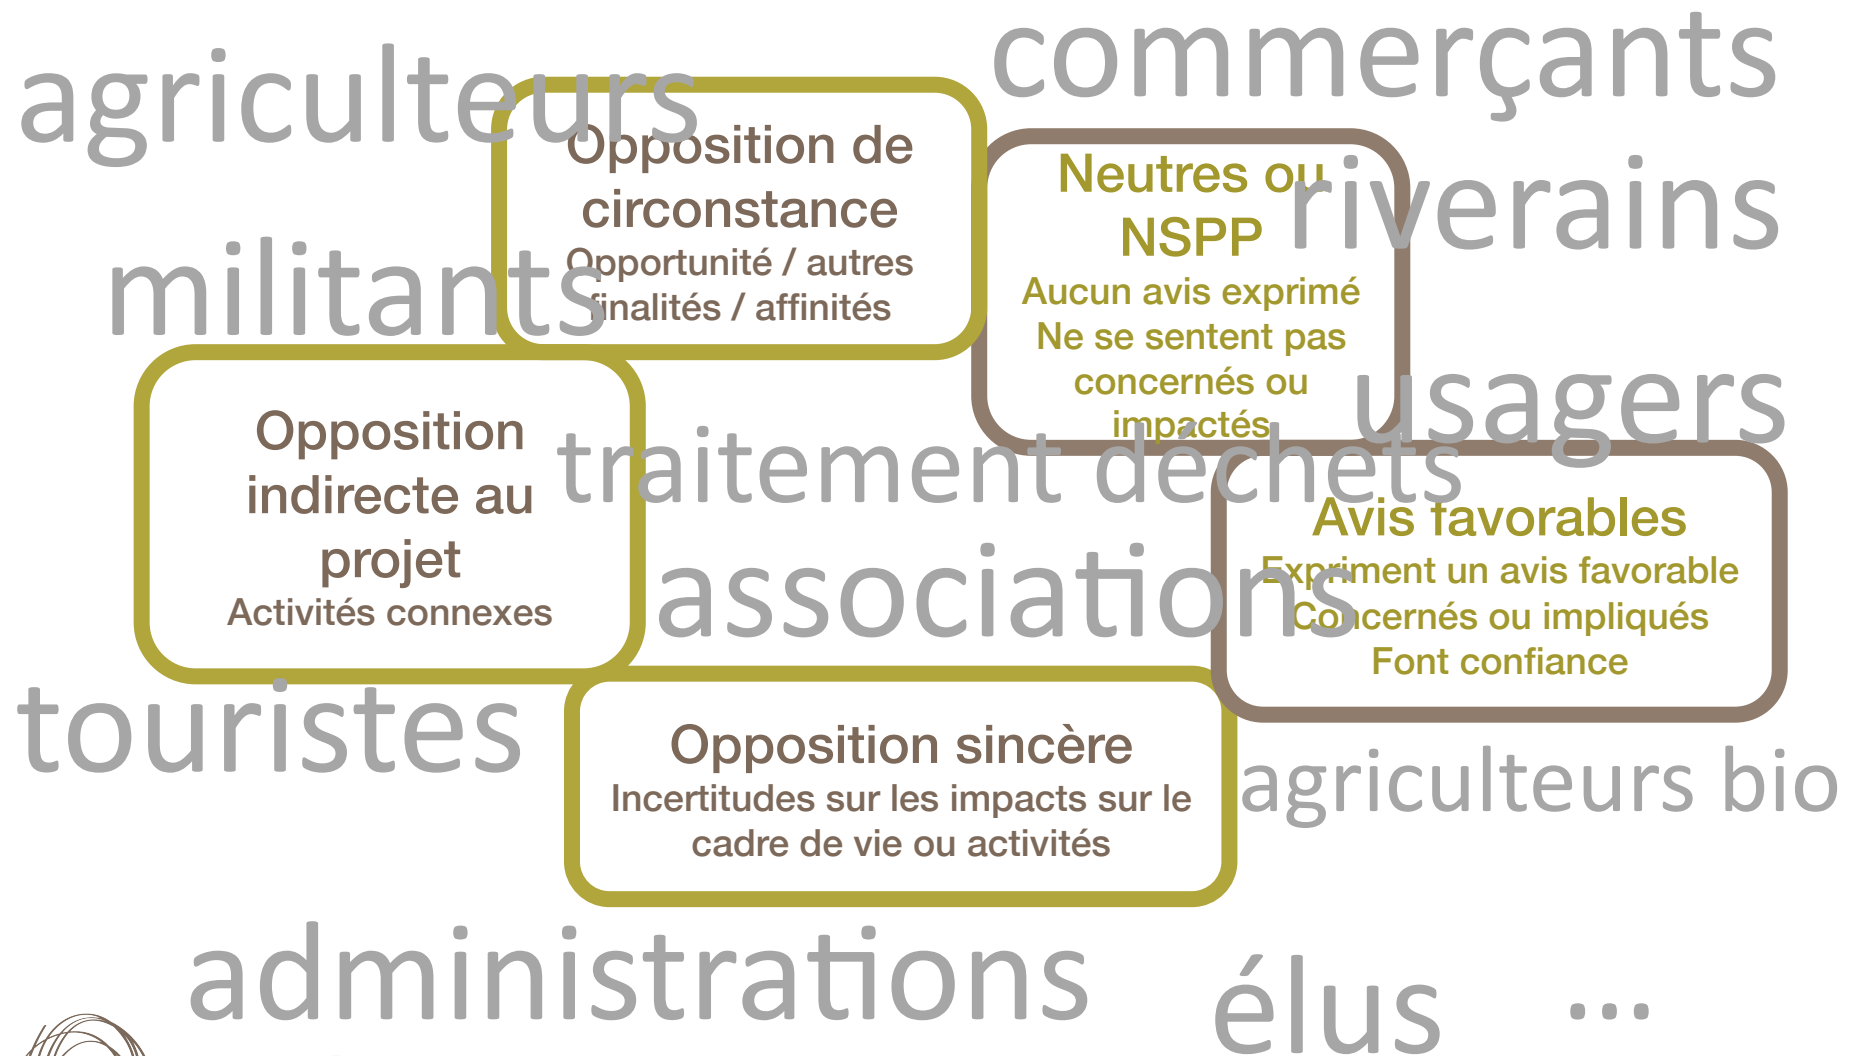 commerçants
agriculteurs
Opposition de
circonstance
Opportunité / autres
finalités / affinités
Neutres ou
NSPP
Aucun avis exprimé
Ne se sentent pas
concernés ou
impactés
riverains
militants
usagers
Opposition
indirecte au
projet
Activités connexes
traitement déchets
associations
Avis favorables
Expriment un avis favorable
Concernés ou impliqués
Font confiance
touristes
Opposition sincère
Incertitudes sur les impacts sur le
cadre de vie ou activités
agriculteurs bio
administrations
élus ...